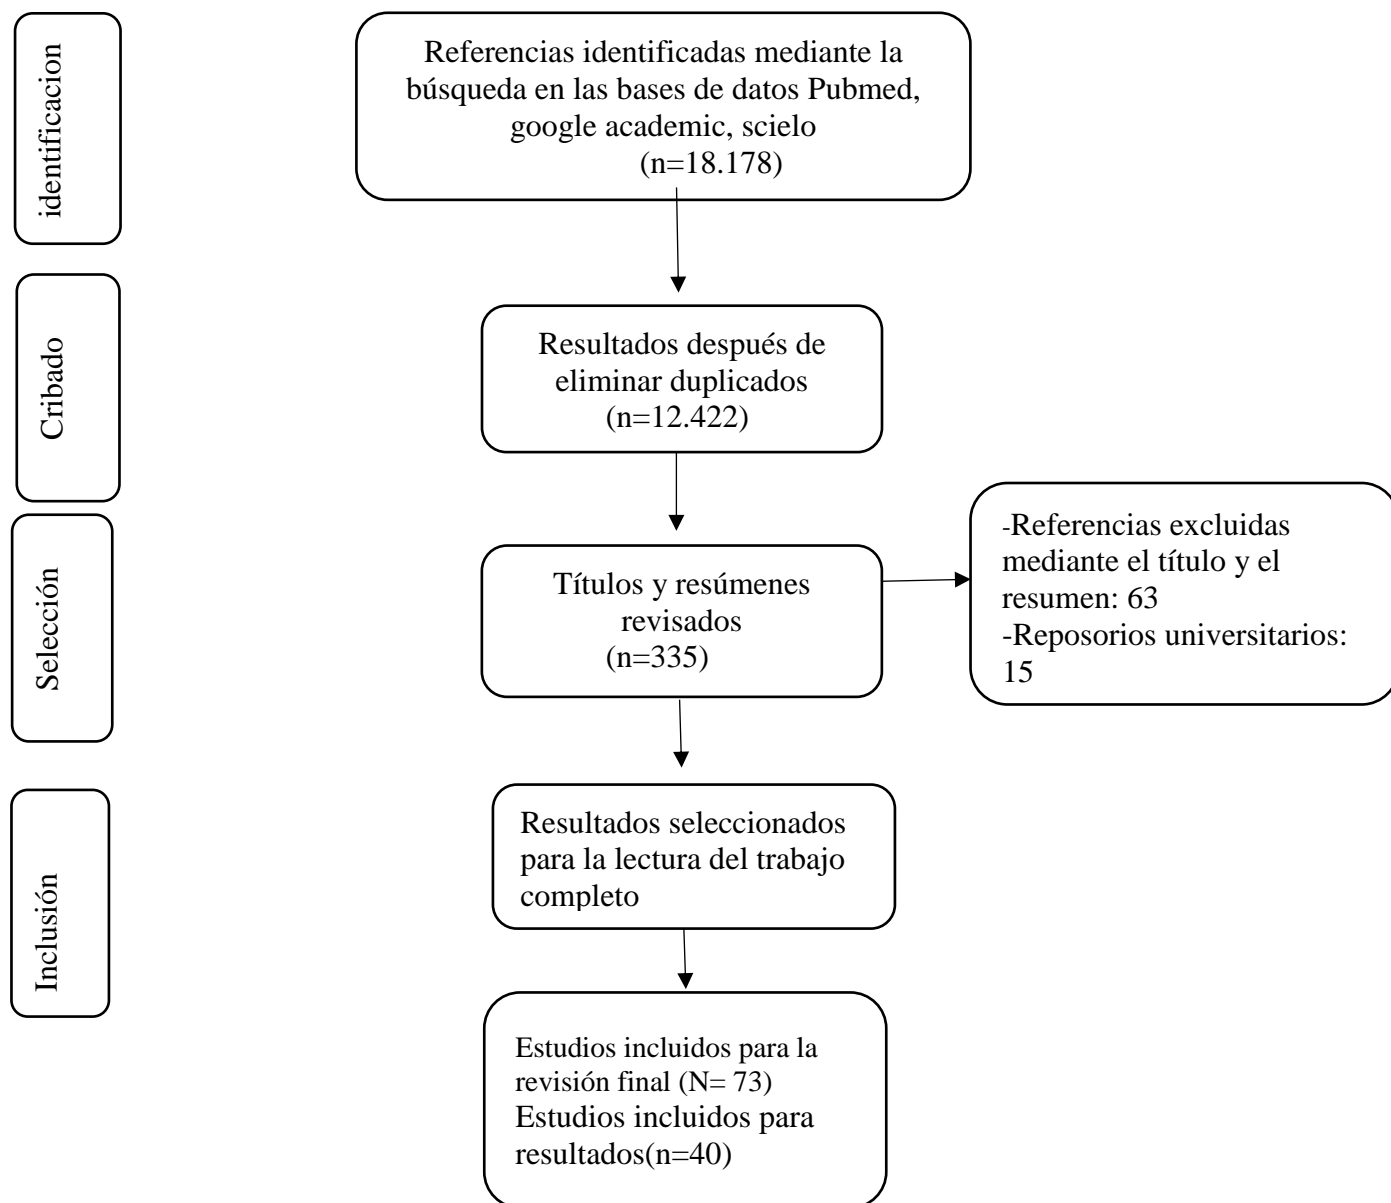 identificacion
Referencias identificadas mediante la
búsqueda en las bases de datos Pubmed,
google academic, scielo
(n=18.178)
Cribado
Resultados después de
eliminar duplicados
(n=12.422)
Selección
Títulos y resúmenes
revisados
(n=335)
-Referencias excluidas
mediante el título y el
resumen: 63
-Reposorios universitarios:
15
Inclusión
Resultados seleccionados
para la lectura del trabajo
completo
Estudios incluidos para la
revisión final (N= 73)
Estudios incluidos para
resultados(n=40)